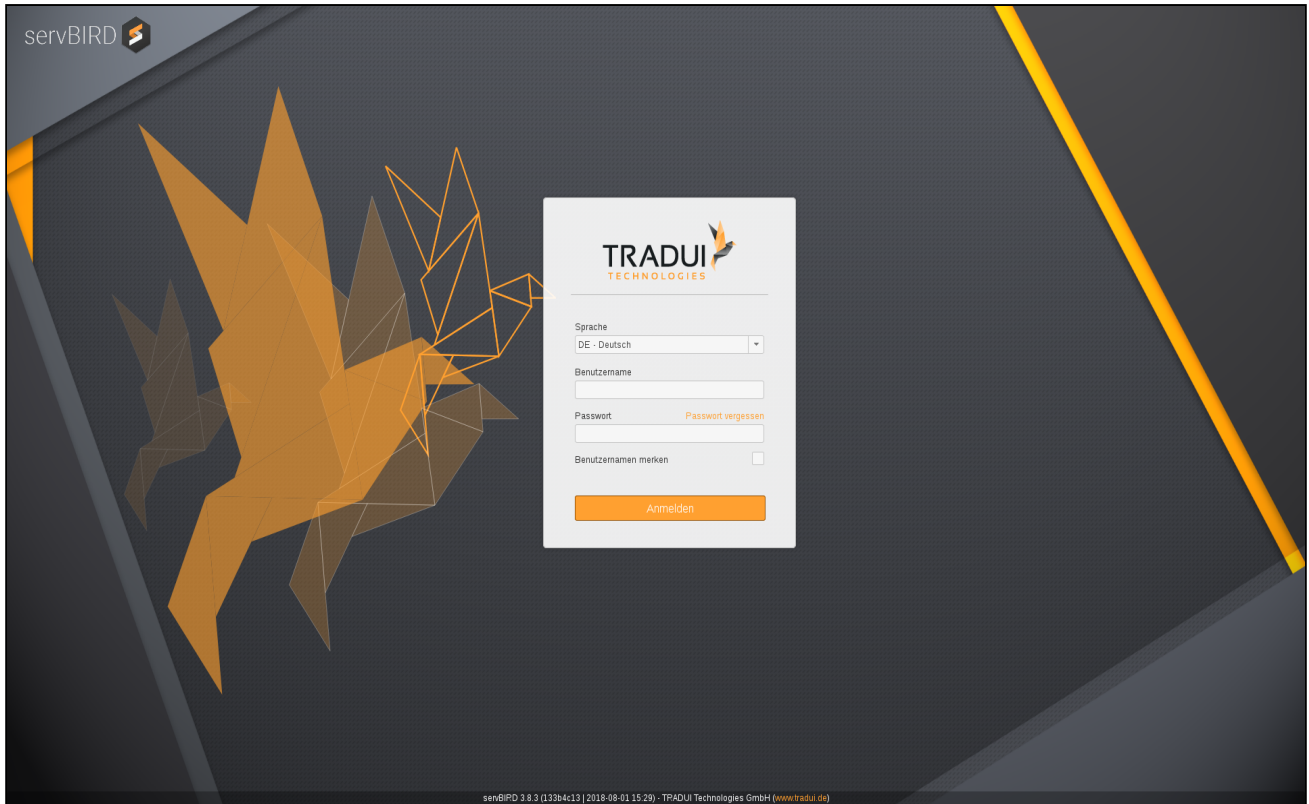 servBIRD
TRADUI
TECHNOLOGIES
Sprache
DE - Deutsch
Benutzername
Passwort Passwort vergessen
Benutzernamen merken
Anmelden
servBIRD 3.8.3 (133b4c13 | 2018-08-01 15:29) - TRADUI Technologies GmbH (www.tradui.de)